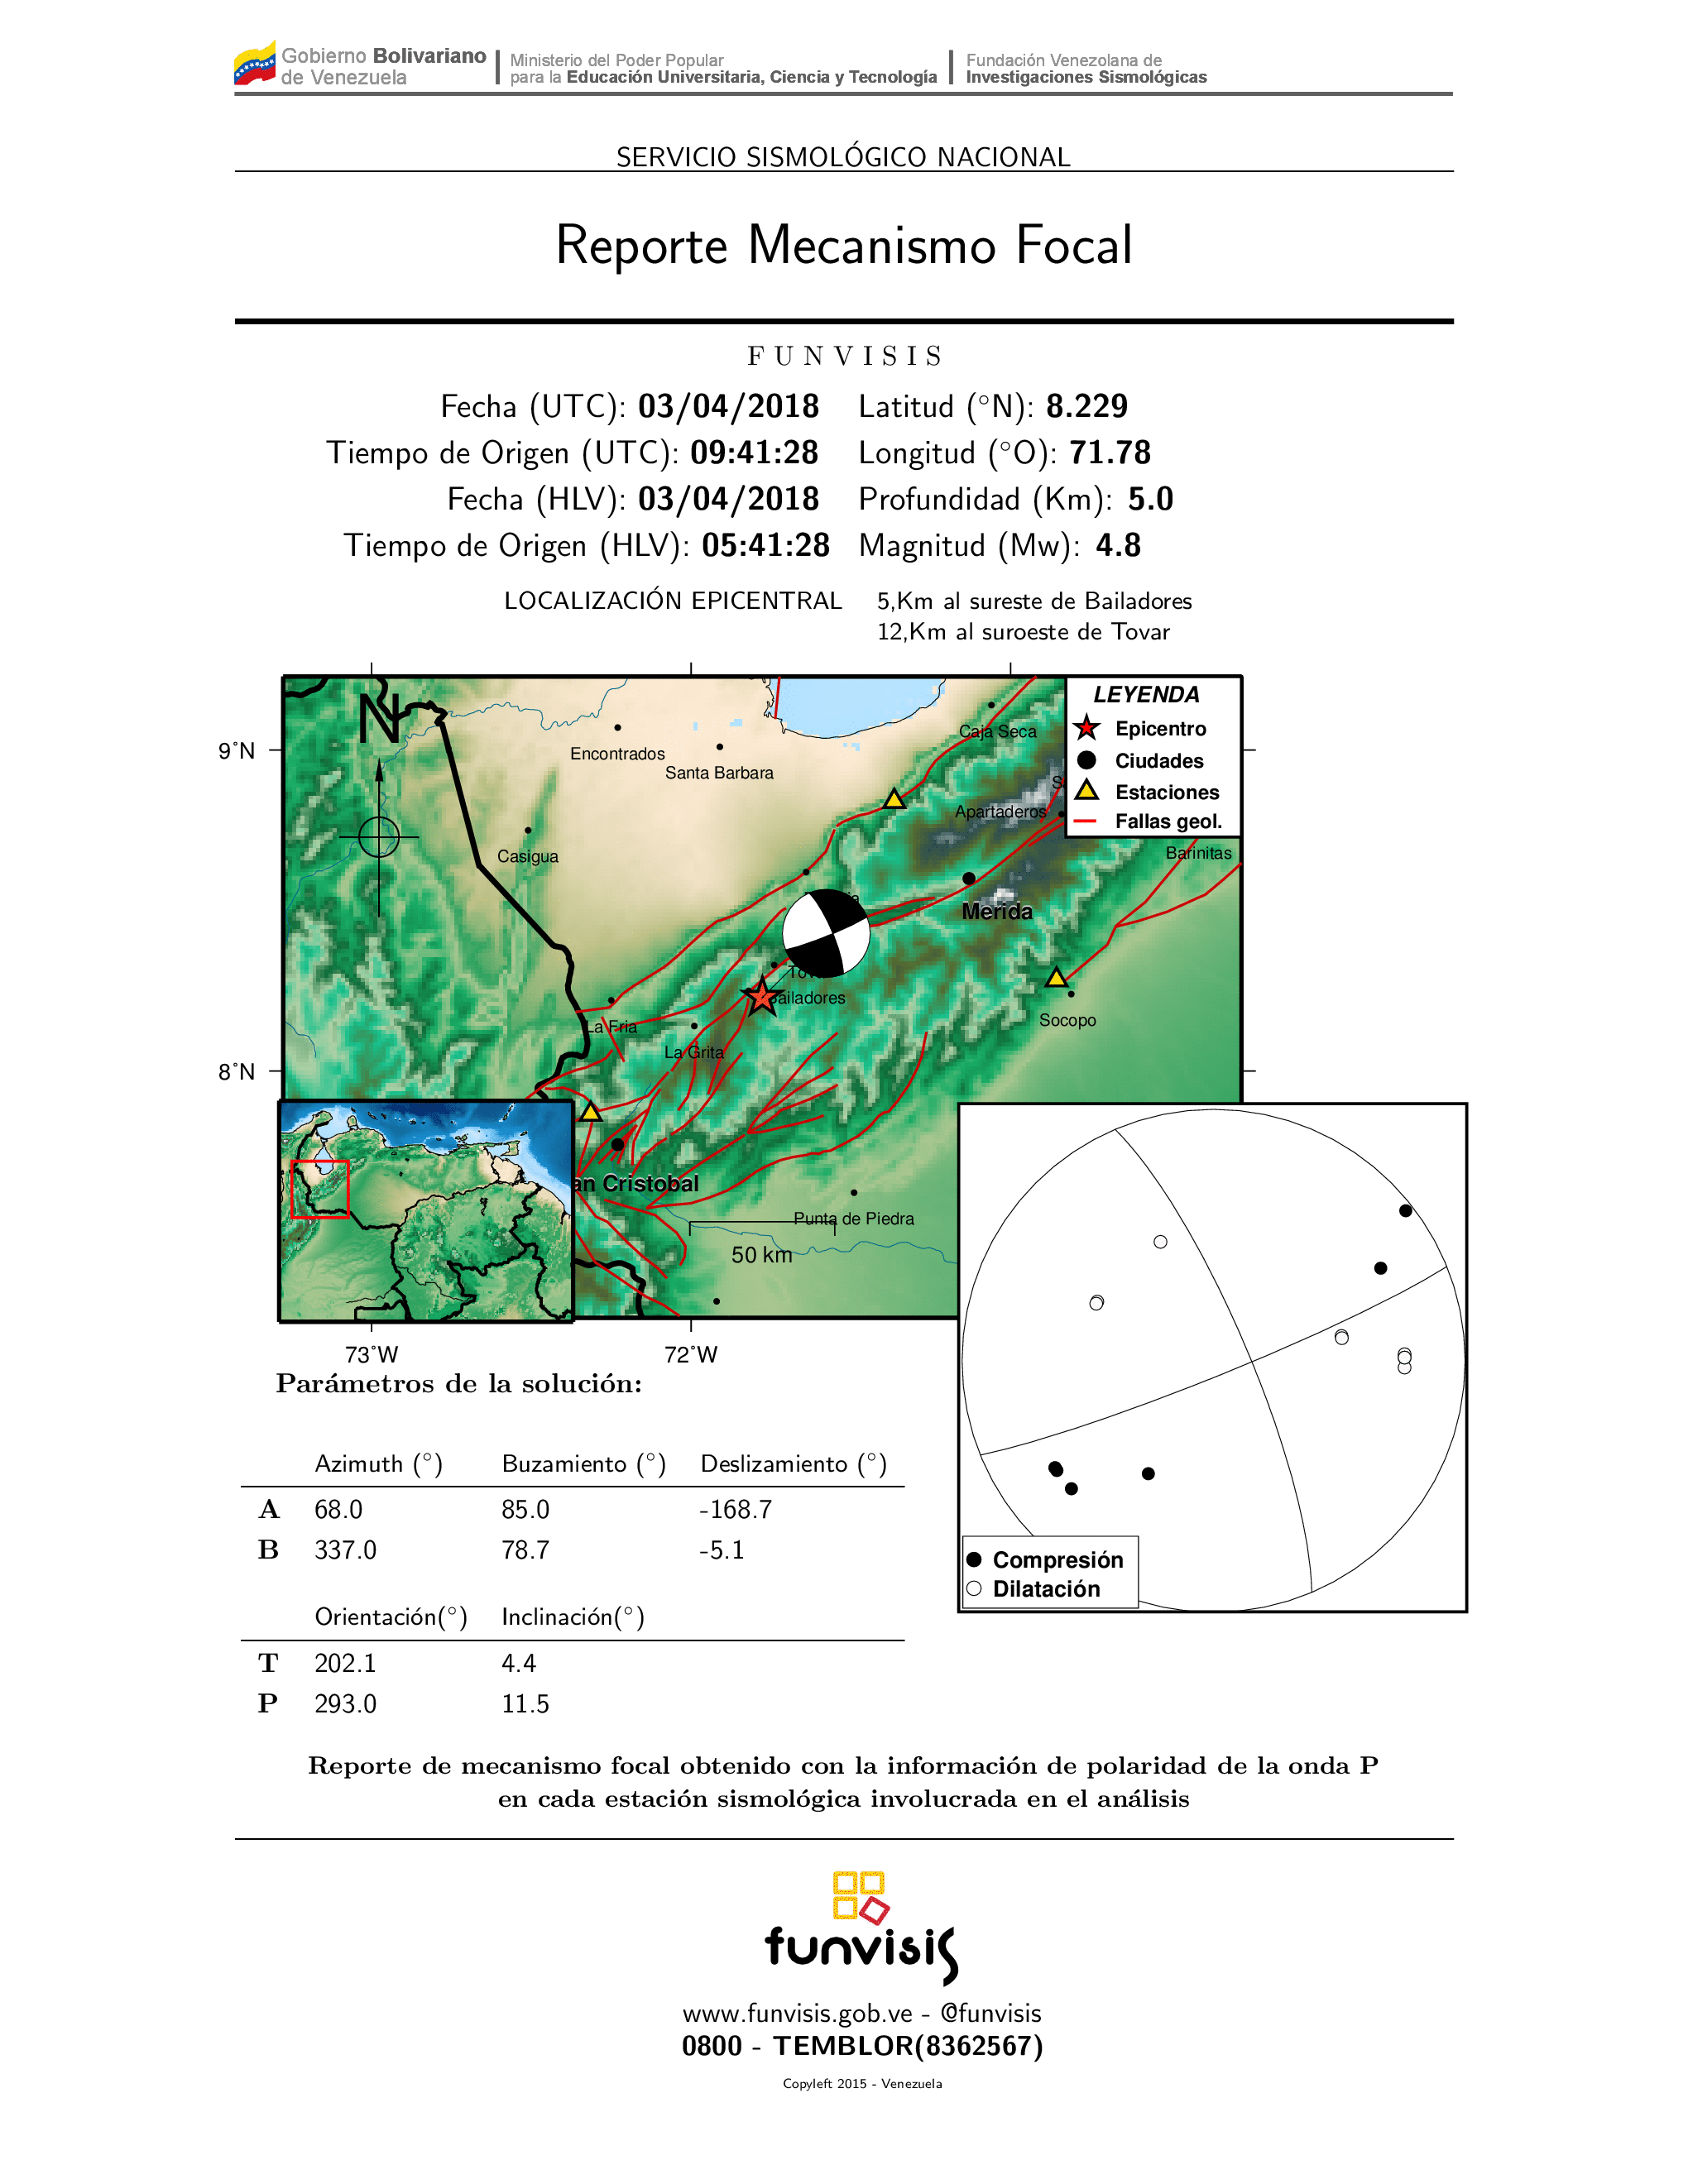 Gobierno Bolivariano
de Venezuela
Ministerio del Poder Popular
para la Educación Universitaria, Ciencia y Tecnología
Fundación Venezolana de
Investigaciones Sismológicas
SERVICIO SISMOLÓGICO NACIONAL
Reporte Mecanismo Focal
FUNVISIS
Fecha (UTC): 03/04/2018 Latitud (°N): 8.229
Tiempo de Origen (UTC): 09:41:28 Longitud (°O): 71.78
Fecha (HLV): 03/04/2018 Profundidad (Km): 5.0
Tiempo de Origen (HLV): 05:41:28 Magnitud (Mw): 4.8
LOCALIZACIÓN EPICENTRAL 5,Km al sureste de Bailadores
12,Km al suroeste de Tovar
N
LEYENDA
Epicentro
Ciudades
Estaciones
Fallas geol.
9°N
8°N
Encontrados
Santa Barbara
Caja Seca
Casigua
Apartaderos
Barinitas
Merida
Bailadores
Socopo
La Fria
La Grita
an Cristobal
Punta de Piedra
50 km
73°W
72°W
Compresión
Dilatación
Parámetros de la solución:
Azimuth (°) Buzamiento (°) Deslizamiento (°)
A 68.0 85.0 -168.7
B 337.0 78.7 -5.1
Orientación(°) Inclinación(°)
T 202.1 4.4
P 293.0 11.5
Reporte de mecanismo focal obtenido con la información de polaridad de la onda P
en cada estación sismológica involucrada en el análisis
funvisis
www.funvisis.gob.ve - @funvisis
0800 - TEMBLOR(8362567)
Copyleft 2015 - Venezuela